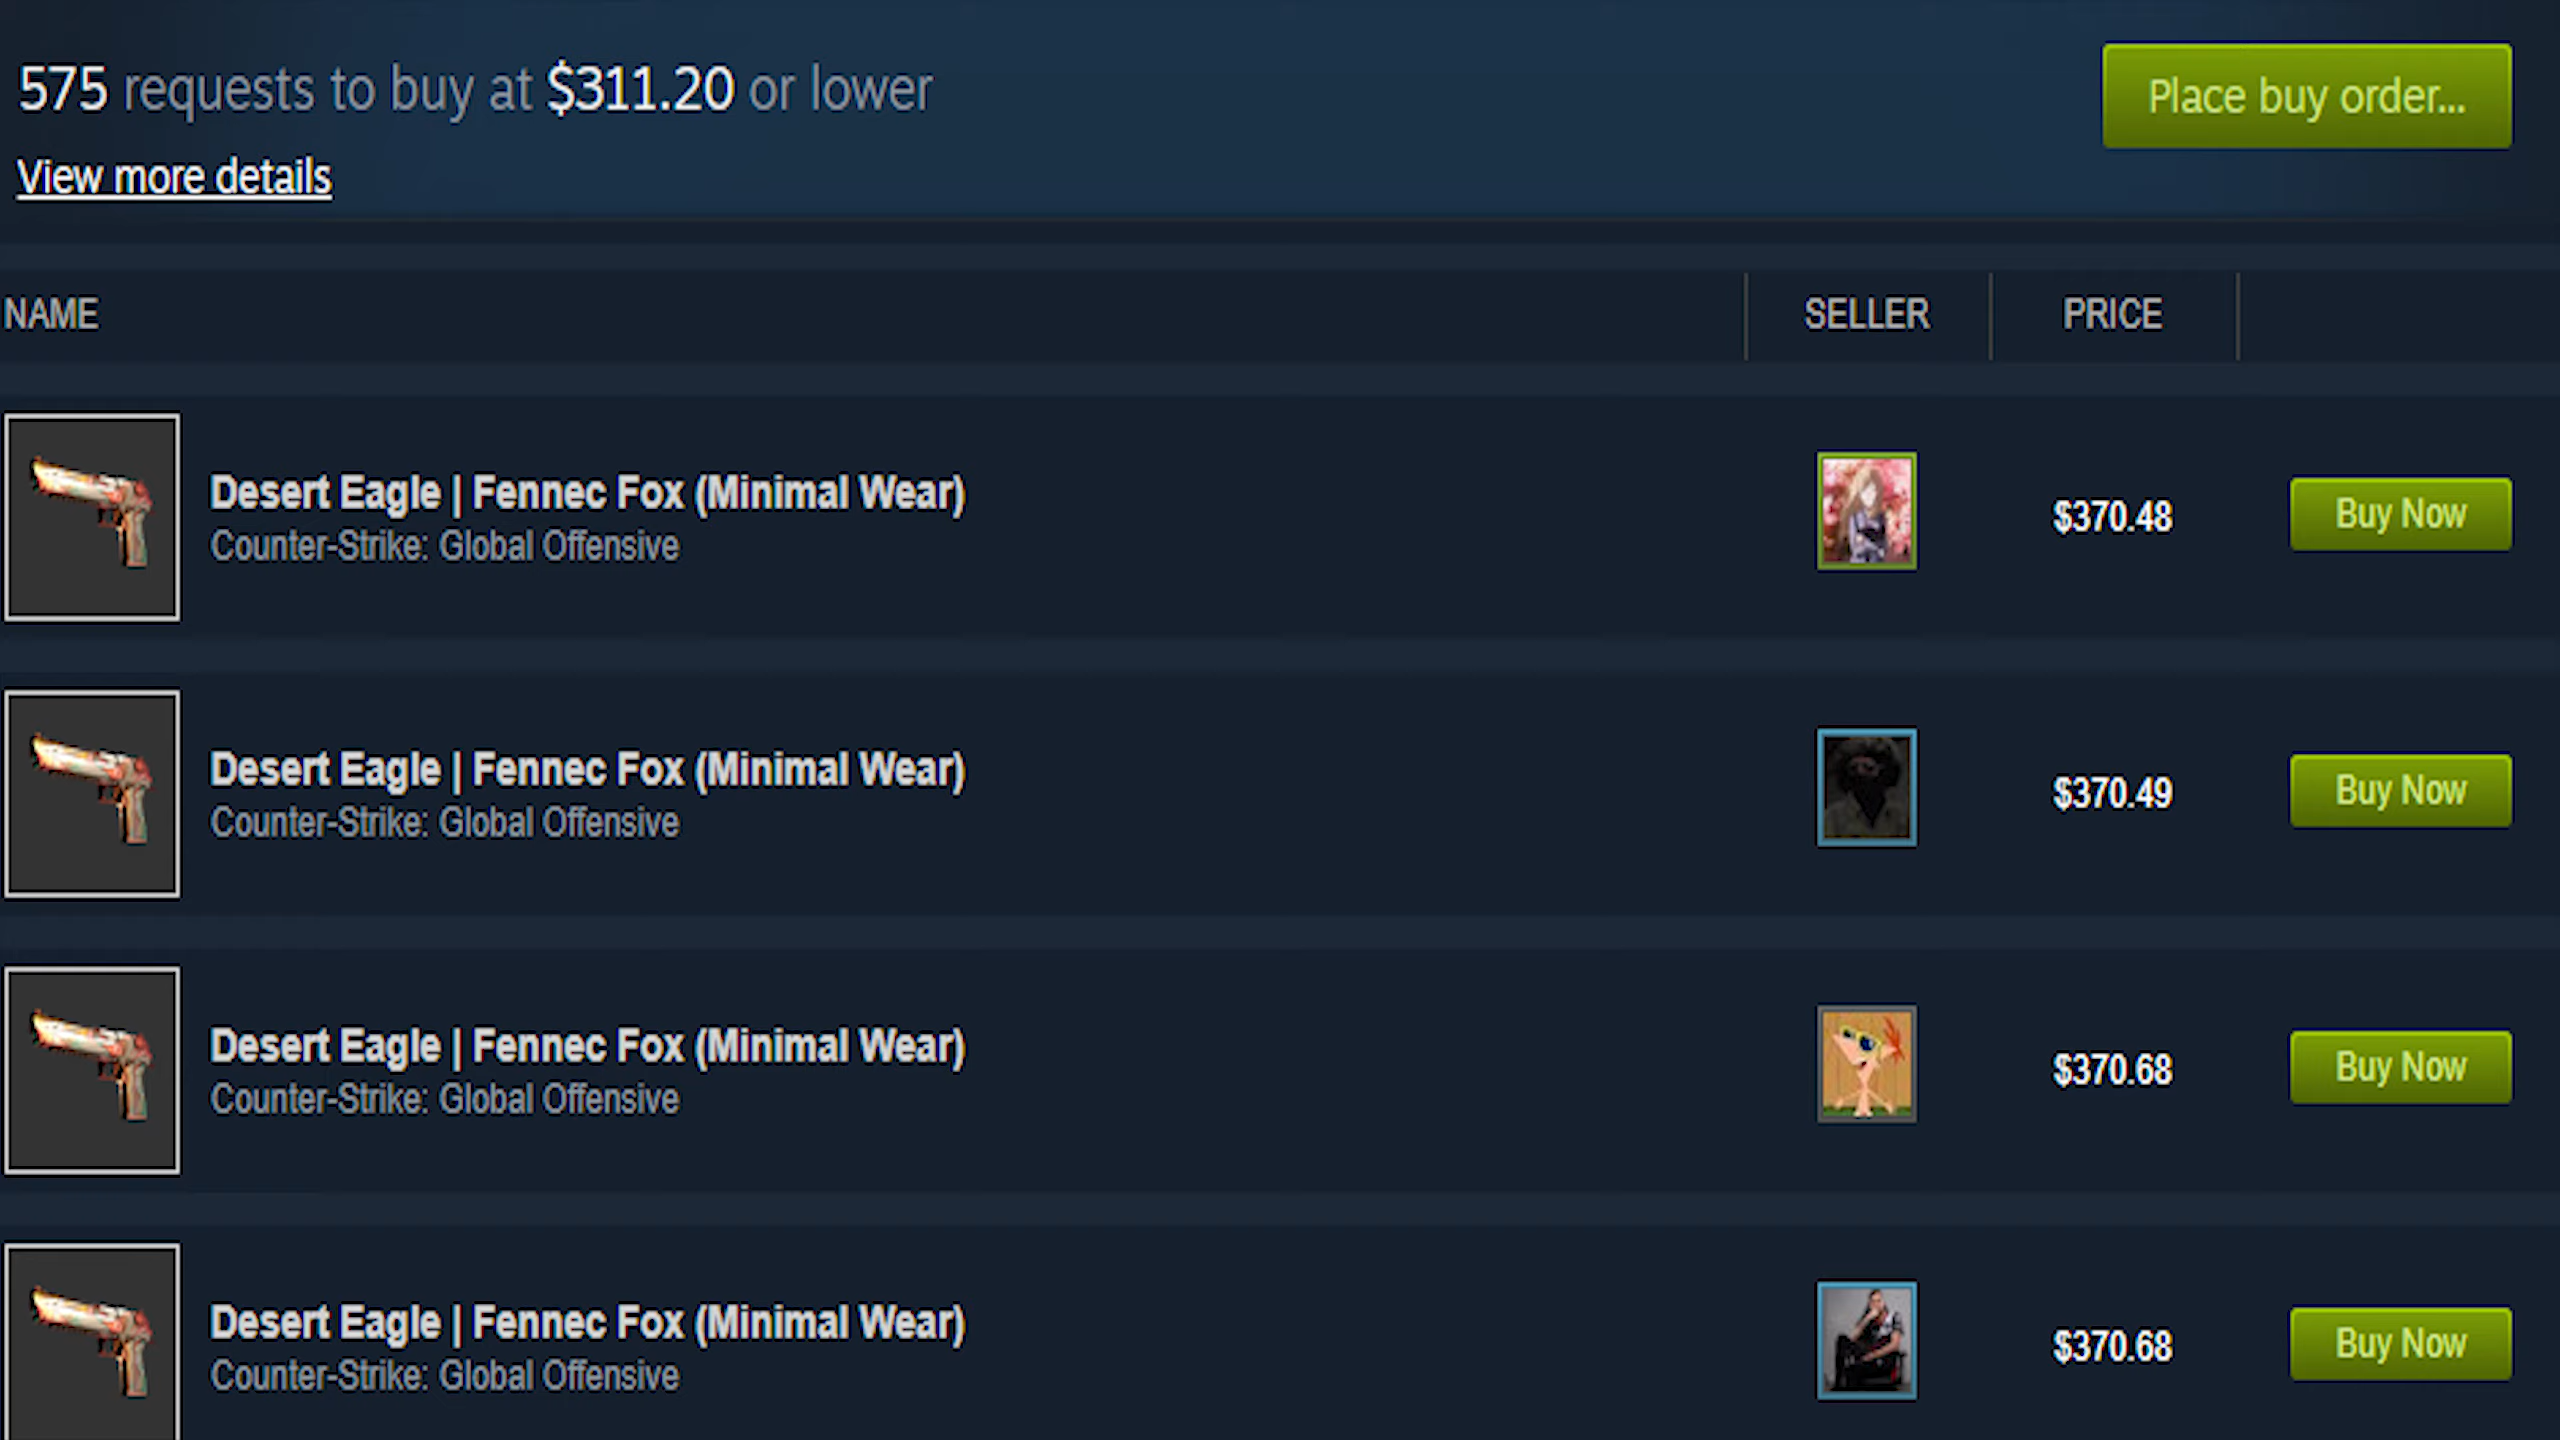 575 requests to buy at $311.20 or lower
Place buy order...
View more details
NAME SELLER PRICE
Desert Eagle | Fennec Fox (Minimal Wear)
Counter-Strike: Global Offensive
$370.48 Buy Now
Desert Eagle | Fennec Fox (Minimal Wear)
Counter-Strike: Global Offensive
$370.49 Buy Now
Desert Eagle | Fennec Fox (Minimal Wear)
Counter-Strike: Global Offensive
$370.68 Buy Now
Desert Eagle | Fennec Fox (Minimal Wear)
Counter-Strike: Global Offensive
$370.68 Buy Now